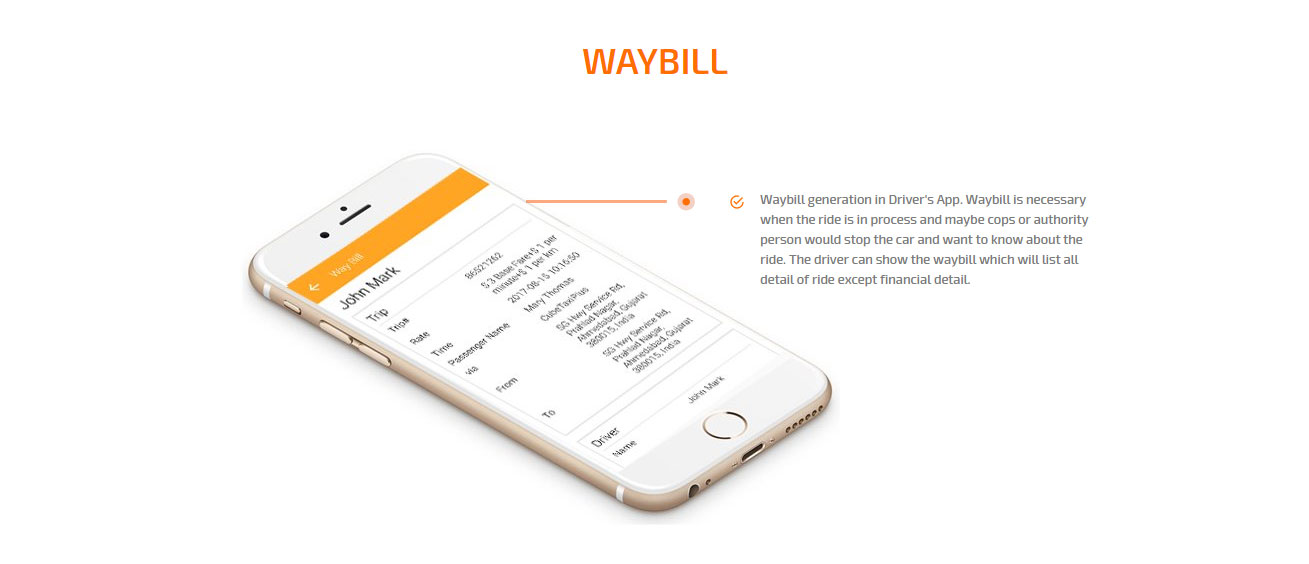 WAYBILL
Waybill generation in Driver's App. Waybill is necessary
when the ride is in process and maybe cops or authority
person would stop the car and want to know about the
ride. The driver can show the waybill which will list all
detail of ride except financial detail.
Way Bill
John Mark
Trip
Trip# 86521262
Rate 5.3 Base Fare+$ 1 per
minute+$ 1 per km
Time 2017-08-15 10:16:50
Passenger Name Mary Thomas
via CubeTaxiPlus
From SG Hwy Service Rd,
Prahlad Nagar,
Ahmedabad, Gujarat
380015, India
To SG Hwy Service Rd,
Prahlad Nagar,
Ahmedabad, Gujarat
380015, India
Driver
Name John Mark